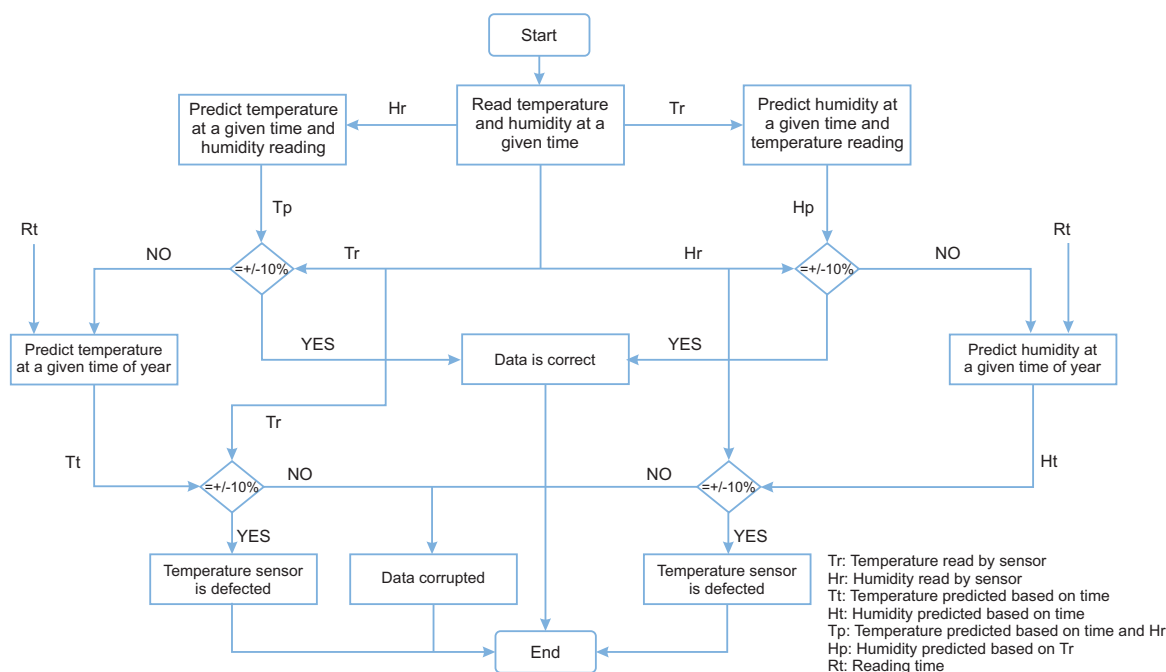 Start
Predict temperature
at a given time and
humidity reading
Hr
Read temperature
and humidity at a
given time
Tr
Predict humidity at
a given time and
temperature reading
Tp
Hp
Rt
NO
=+/-10%
Tr
Hr
=+/-10%
NO
Rt
Predict temperature
at a given time of year
YES
Data is correct
YES
Predict humidity at
a given time of year
Tr
Tt
=+/-10%
NO
NO
=+/-10%
Ht
YES
YES
Temperature sensor
is defected
Data corrupted
Temperature sensor
is defected
End
Tr: Temperature read by sensor
Hr: Humidity read by sensor
Tt: Temperature predicted based on time
Ht: Humidity predicted based on time
Tp: Temperature predicted based on time and Hr
Hp: Humidity predicted based on Tr
Rt: Reading time